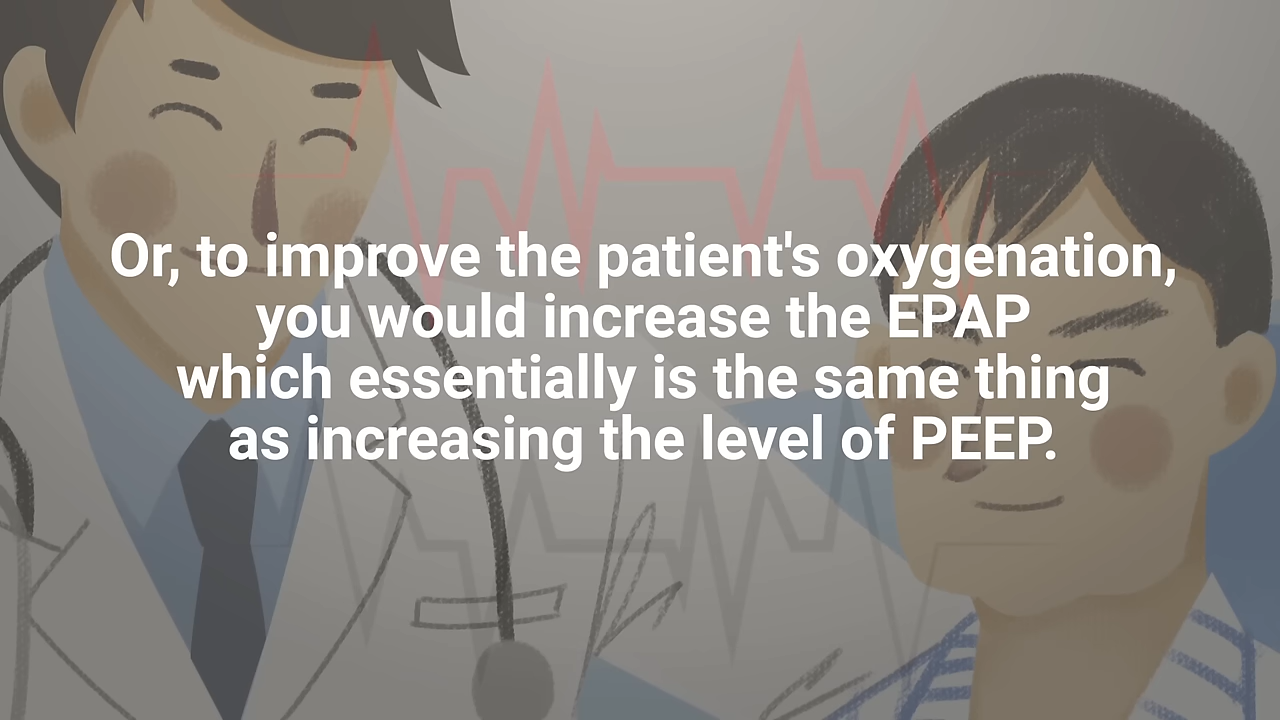 Or, to improve the patient's oxygenation,
you would increase the EPAP
which essentially is the same thing
as increasing the level of PEEP.